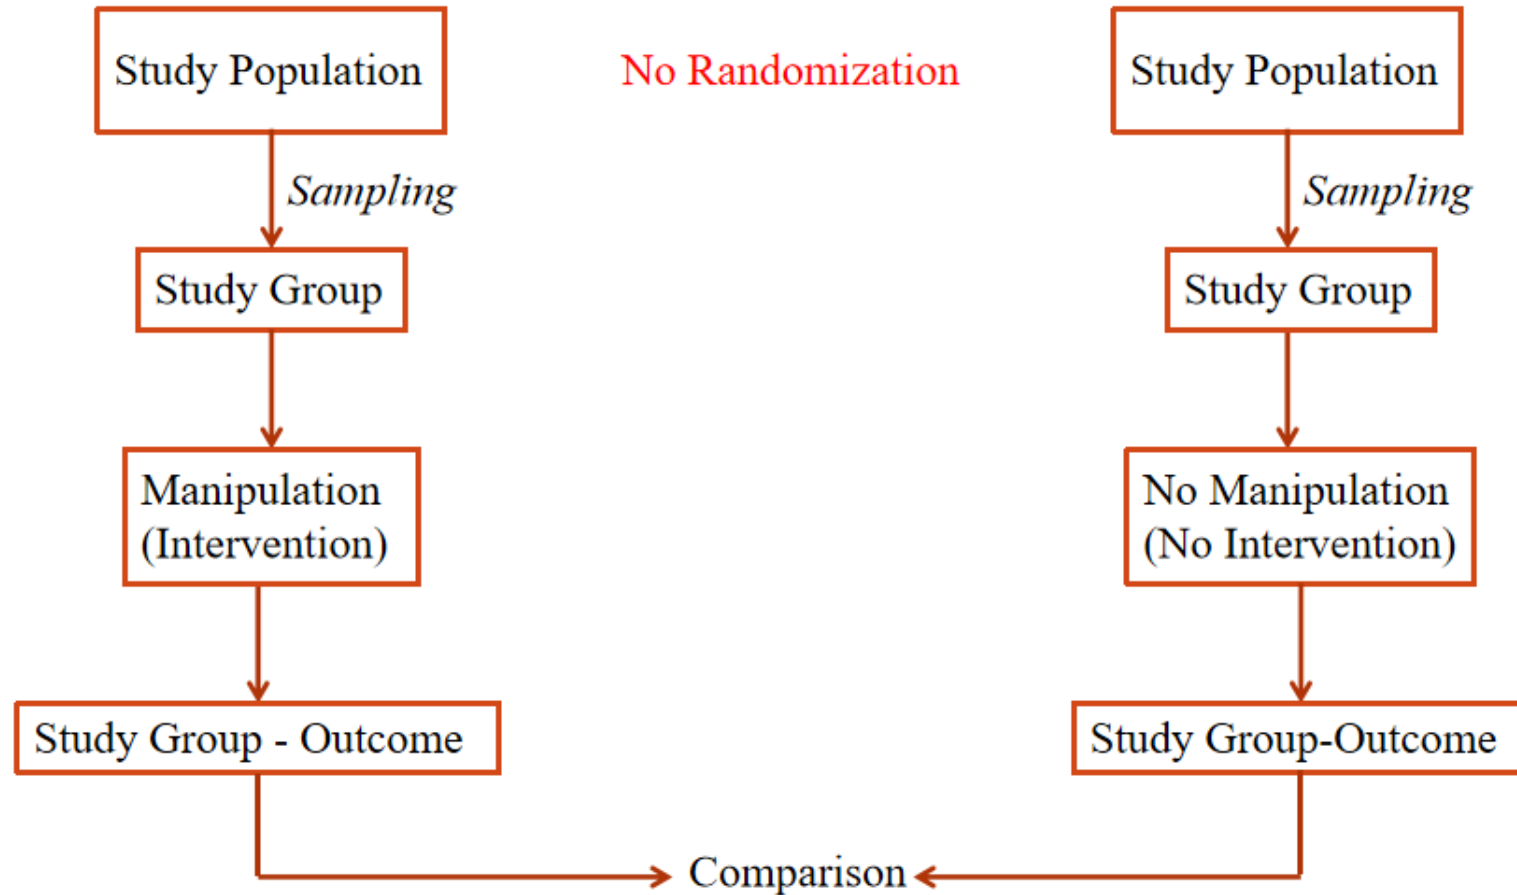 Study Population
No Randomization
Study Population
Sampling
Sampling
Study Group
Study Group
Manipulation
(Intervention)
No Manipulation
(No Intervention)
Study Group - Outcome
Study Group-Outcome
Comparison